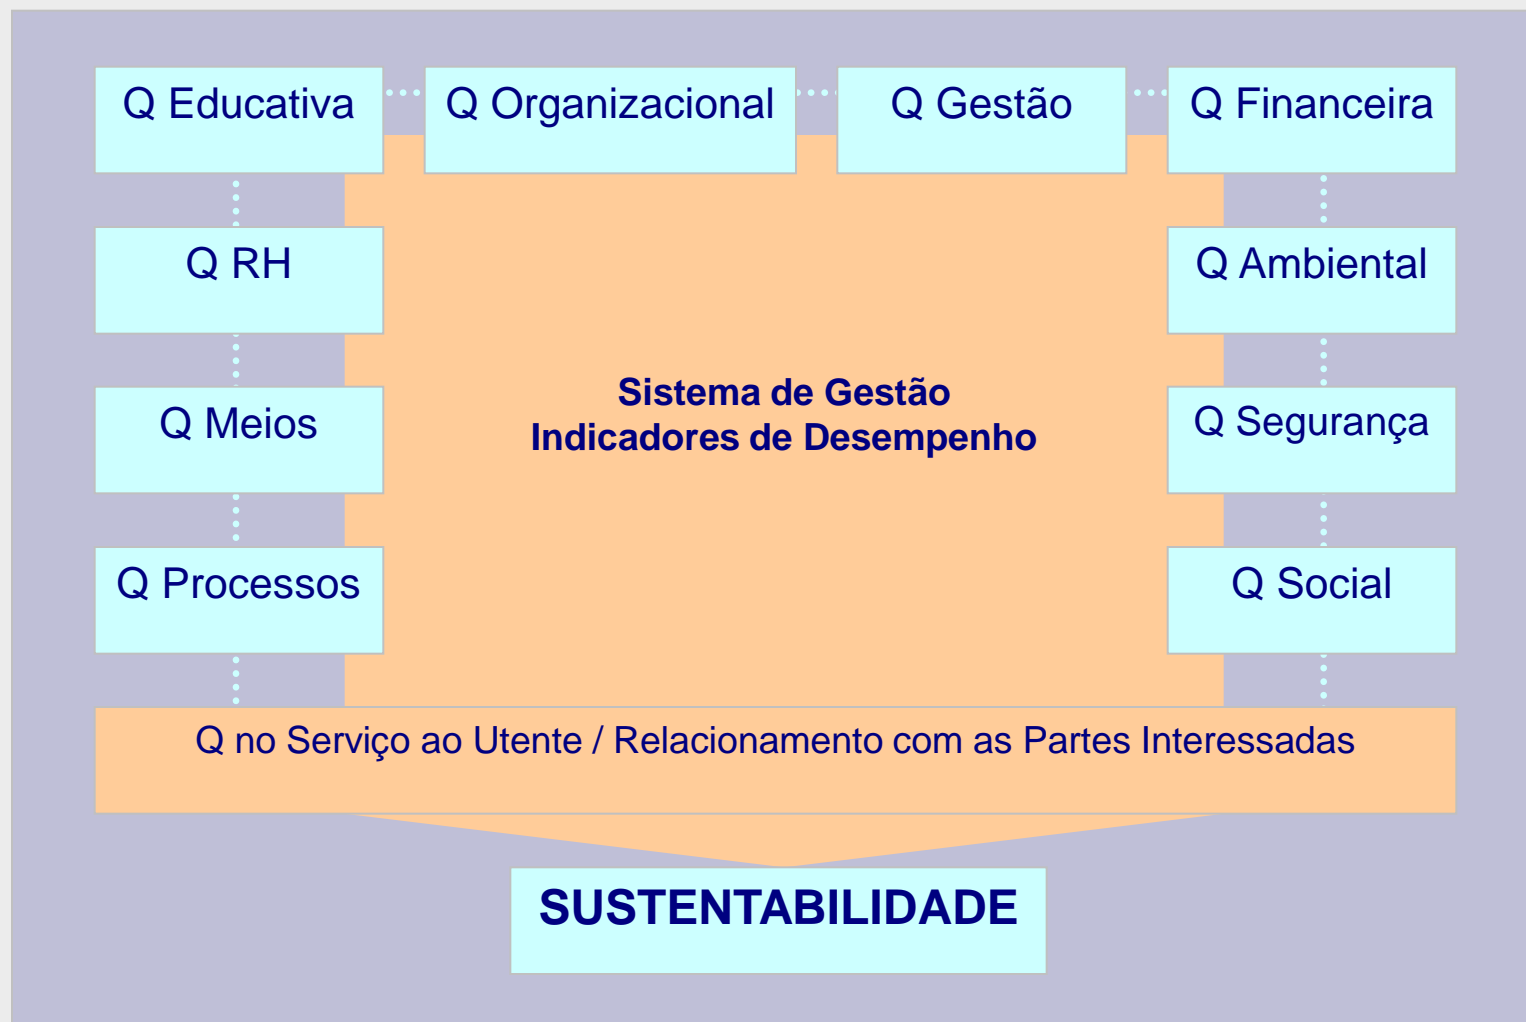 Q Educativa
Q Organizacional
Q Gestão
Q Financeira
Q RH
Q Ambiental
Sistema de Gestão
Indicadores de Desempenho
Q Meios
Q Segurança
Q Processos
Q Social
Q no Serviço ao Utente / Relacionamento com as Partes Interessadas
SUSTENTABILIDADE